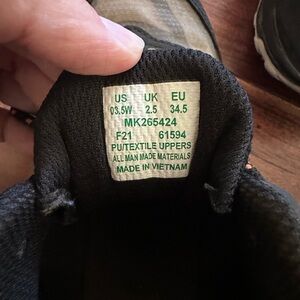 US UK EU
03.5W 2.5 34.5
MK265424
F21 61594
PU/TEXTILE UPPERS
ALL MAN MADE MATERIALS
MADE IN VIETNAM